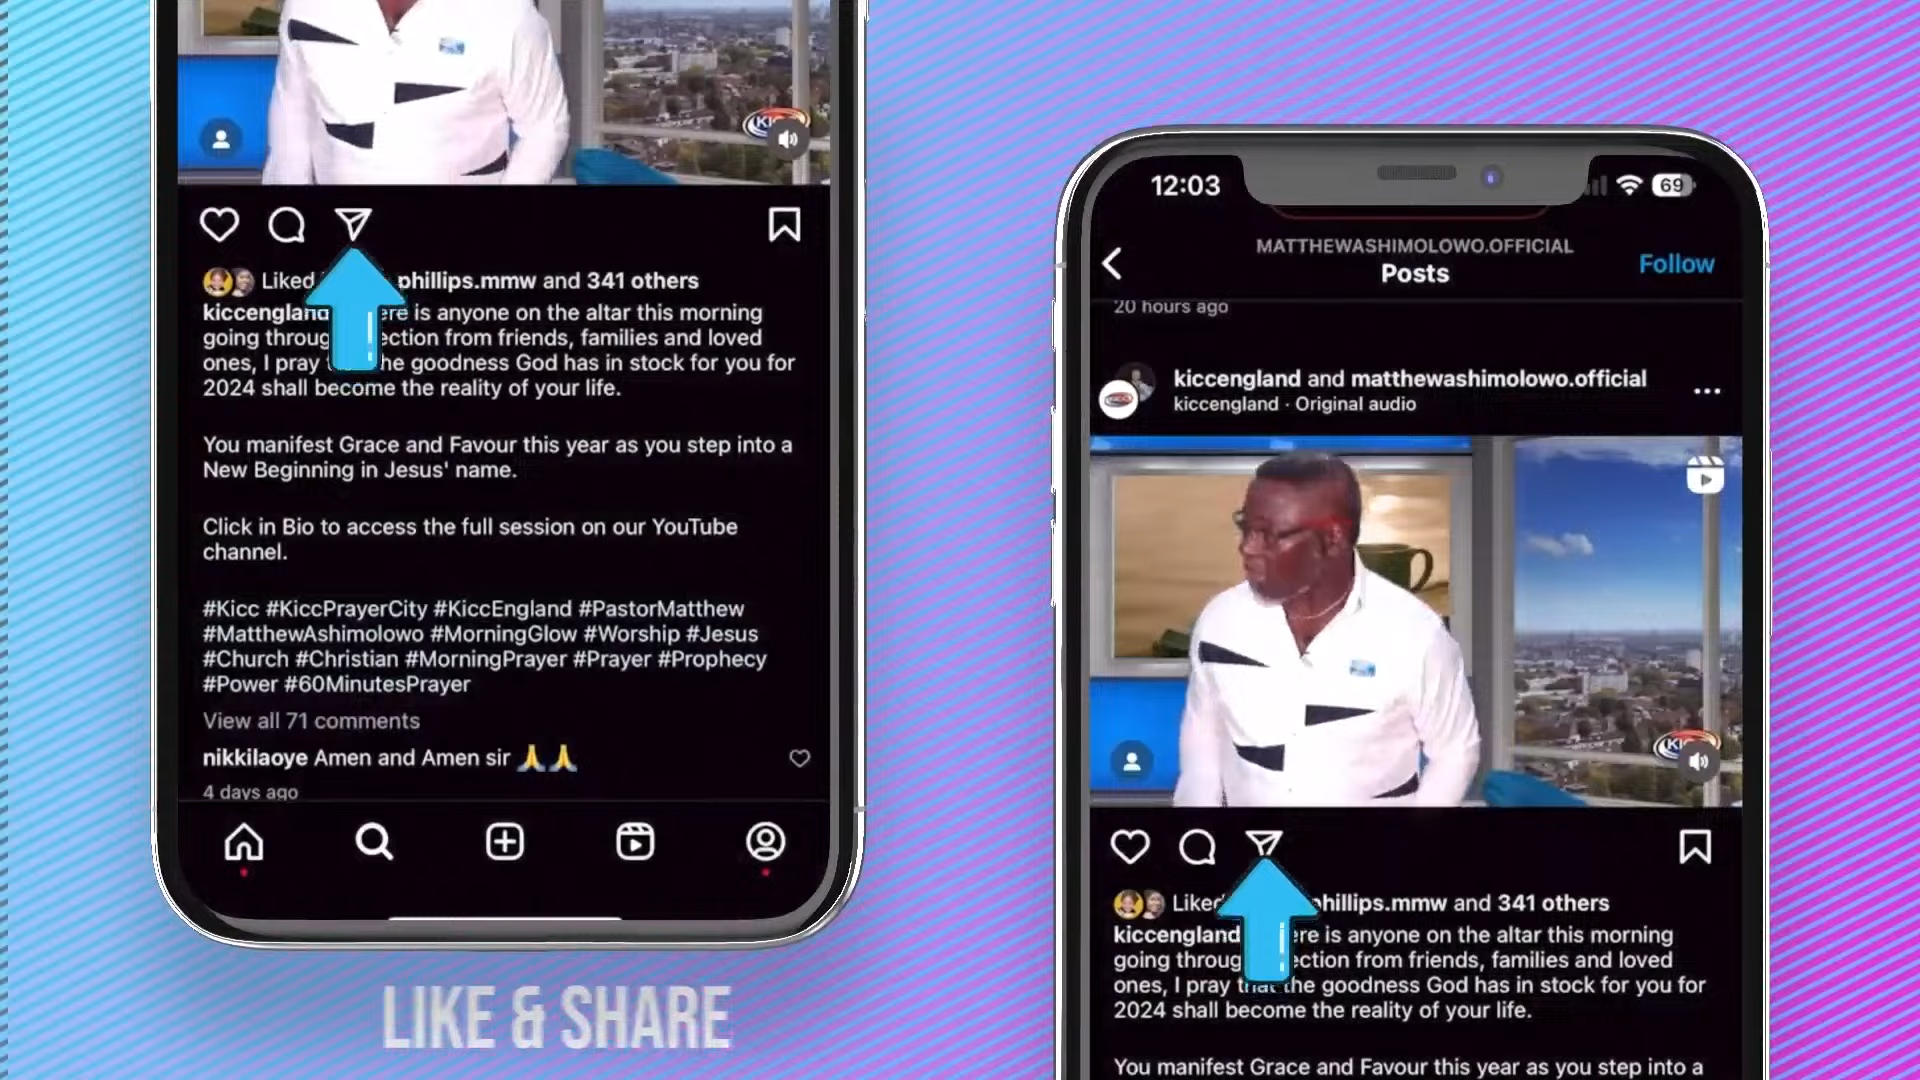 Liked phillips.mmw and 341 others
kiccengland is anyone on the altar this morning
going through from friends, families and loved
ones, I pray the goodness God has in stock for you for
2024 shall become the reality of your life.
You manifest Grace and Favour this year as you step into a
New Beginning in Jesus' name.
Click in Bio to access the full session on our YouTube
channel.
#Kicc #KiccPrayerCity #KiccEngland #PastorMatthew
#MatthewAshimolowo #MorningGlow #Worship #Jesus
#Church #Christian #MorningPrayer #Prayer #Prophecy
#Power #60MinutesPrayer
View all 71 comments
nikkilaoye Amen and Amen sir 🙏🙏
4 days ago
LIKE & SHARE
12:03
69
MATTHEWASHIMOLOWO.OFFICIAL
Posts
Follow
20 hours ago
kiccengland and matthewashimolowo.official
kiccengland · Original audio
Liked phillips.mmw and 341 others
kiccengland is anyone on the altar this morning
going through from friends, families and loved
ones, I pray that the goodness God has in stock for you for
2024 shall become the reality of your life.
You manifest Grace and Favour this year as you step into a